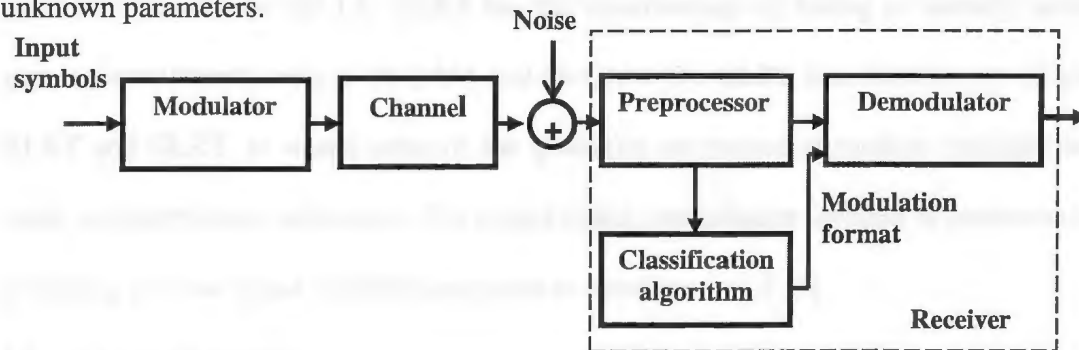 unknown parameters.
Noise
Input
symbols
Modulator
Channel
+
Preprocessor
Demodulator
Modulation
format
Classification
algorithm
Receiver